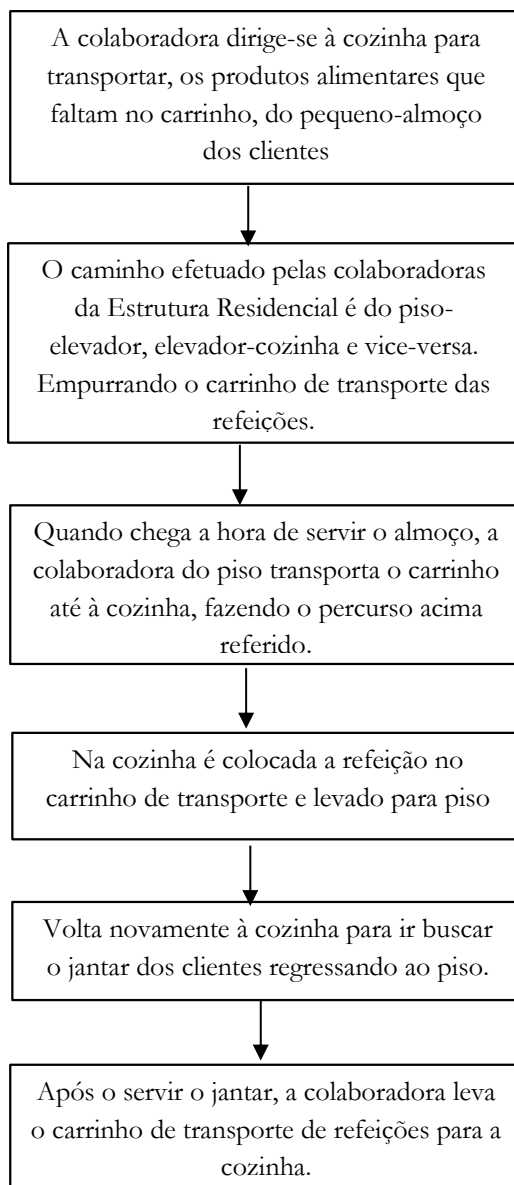 A colaboradora dirige-se à cozinha para
transportar, os produtos alimentares que
faltam no carrinho, do pequeno-almoço
dos clientes
O caminho efetuado pelas colaboradoras
da Estrutura Residencial é do piso-
elevador, elevador-cozinha e vice-versa.
Empurrando o carrinho de transporte das
refeições.
Quando chega a hora de servir o almoço, a
colaboradora do piso transporta o carrinho
até à cozinha, fazendo o percurso acima
referido.
Na cozinha é colocada a refeição no
carrinho de transporte e levado para piso
Volta novamente à cozinha para ir buscar
o jantar dos clientes regressando ao piso.
Após o servir o jantar, a colaboradora leva
o carrinho de transporte de refeições para a
cozinha.